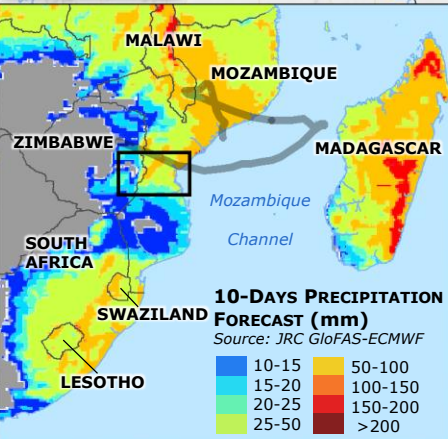 MALAWI
MOZAMBIQUE
ZIMBABWE
MADAGASCAR
Mozambique
Channel
SOUTH
AFRICA
SWAZILAND
LESOTHO
10-DAYS PRECIPITATION
FORECAST (mm)
Source: JRC GloFAS-ECMWF
10-15
15-20
20-25
25-50
50-100
100-150
150-200
>200